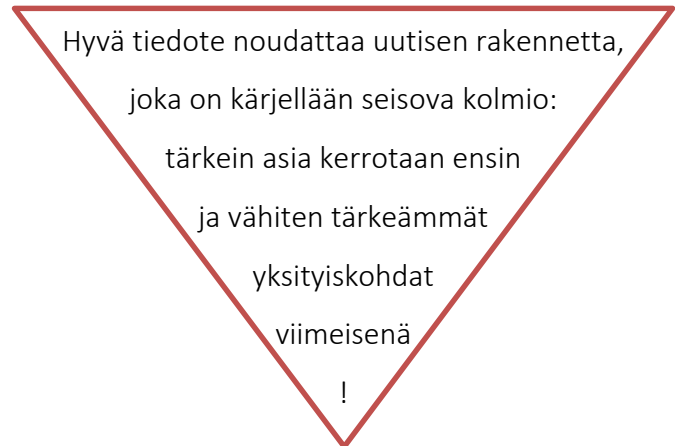 Hyvä tiedote noudattaa uutisen rakennetta,
joka on kärjellään seisova kolmio:
tärkein asia kerrotaan ensin
ja vähiten tärkeämmät
yksityiskohdat
viimeisenä
!